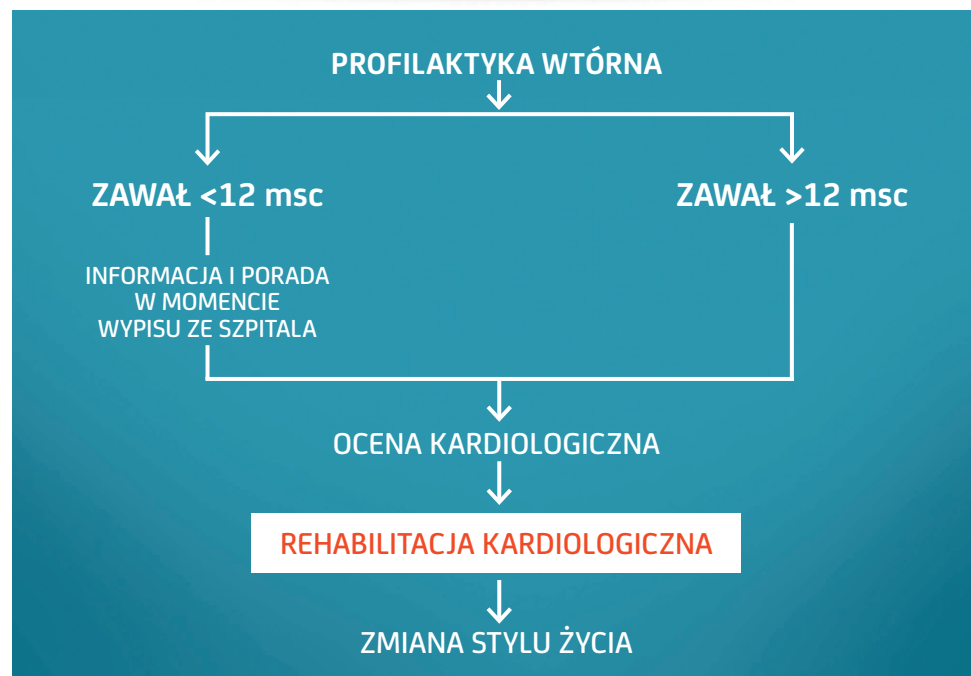 PROFILAKTYKA WTÓRNA
ZAWAŁ <12 msc
ZAWAŁ >12 msc
INFORMACJA I PORADA
W MOMENCIE
WYPISU ZE SZPITALA
OCENA KARDIOLOGICZNA
REHABILITACJA KARDIOLOGICZNA
ZMIANA STYLU ŻYCIA